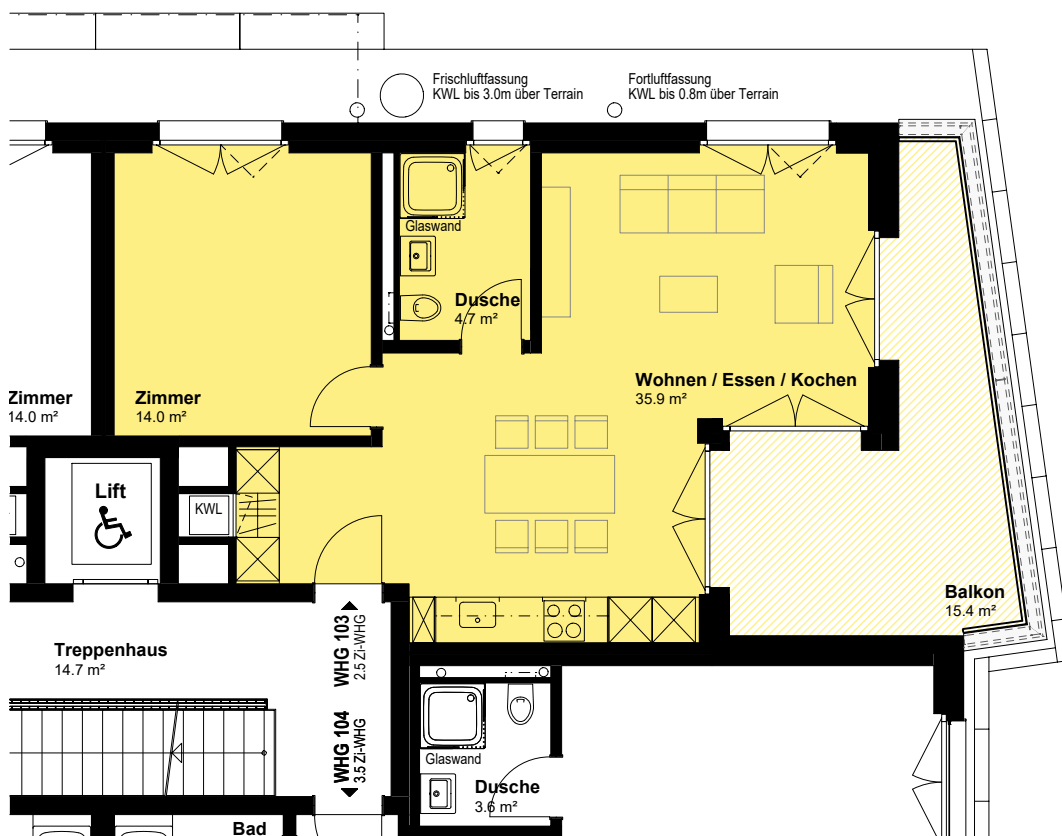 Frischluftfassung
KWL bis 3.0m über Terrain
Fortluftfassung
KWL bis 0.8m über Terrain
Glaswand
Dusche
4.7 m²
Zimmer
14.0 m²
Zimmer
14.0 m²
Wohnen / Essen / Kochen
35.9 m²
Lift
KWL
Balkon
15.4 m²
Treppenhaus
14.7 m²
WHG 103
2.5 Zi-WHG
WHG 104
3.5 Zi-WHG
Glaswand
Dusche
3.6 m²
Bad